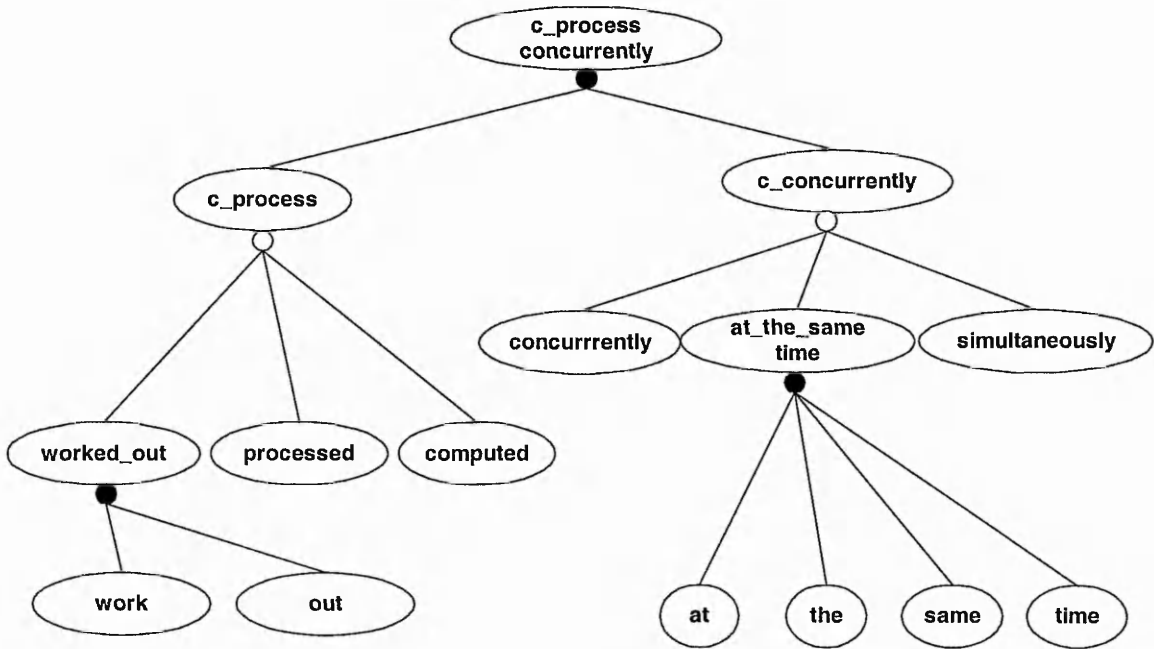 c_process
concurrently
c_process
c_concurrently
concurrrently
at_the_same
time
simultaneously
worked_out
processed
computed
work
out
at
the
same
time